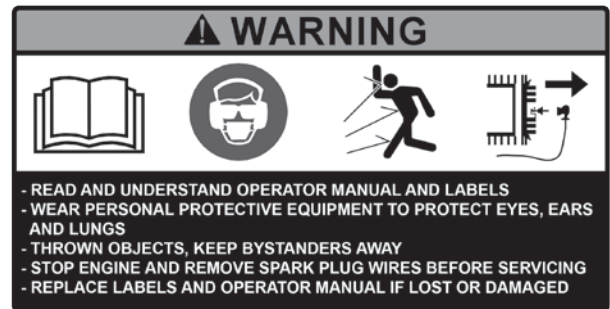 WARNING
- READ AND UNDERSTAND OPERATOR MANUAL AND LABELS
- WEAR PERSONAL PROTECTIVE EQUIPMENT TO PROTECT EYES, EARS
AND LUNGS
- THROWN OBJECTS, KEEP BYSTANDERS AWAY
- STOP ENGINE AND REMOVE SPARK PLUG WIRES BEFORE SERVICING
- REPLACE LABELS AND OPERATOR MANUAL IF LOST OR DAMAGED